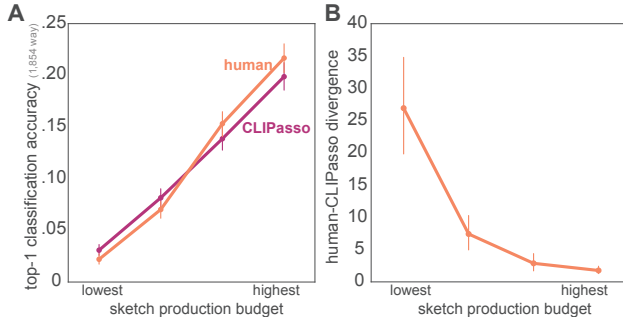 A
top-1 classification accuracy (1,854 way)
.25
.20
.15
.10
.05
0
human
CLIPasso
lowest
highest
sketch production budget
B
human-CLIPasso divergence
40
35
30
25
20
15
10
5
0
lowest
highest
sketch production budget